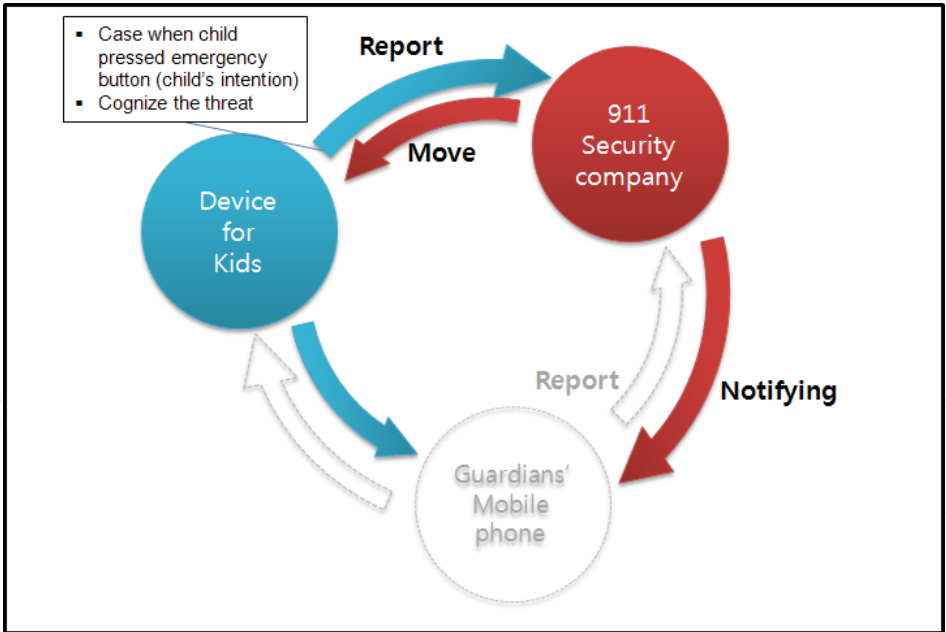 ▪ Case when child
pressed emergency
button (child's intention)
▪ Cognize the threat
Report
Move
911
Security
company
Device
for
Kids
Report
Notifying
Guardians'
Mobile
phone